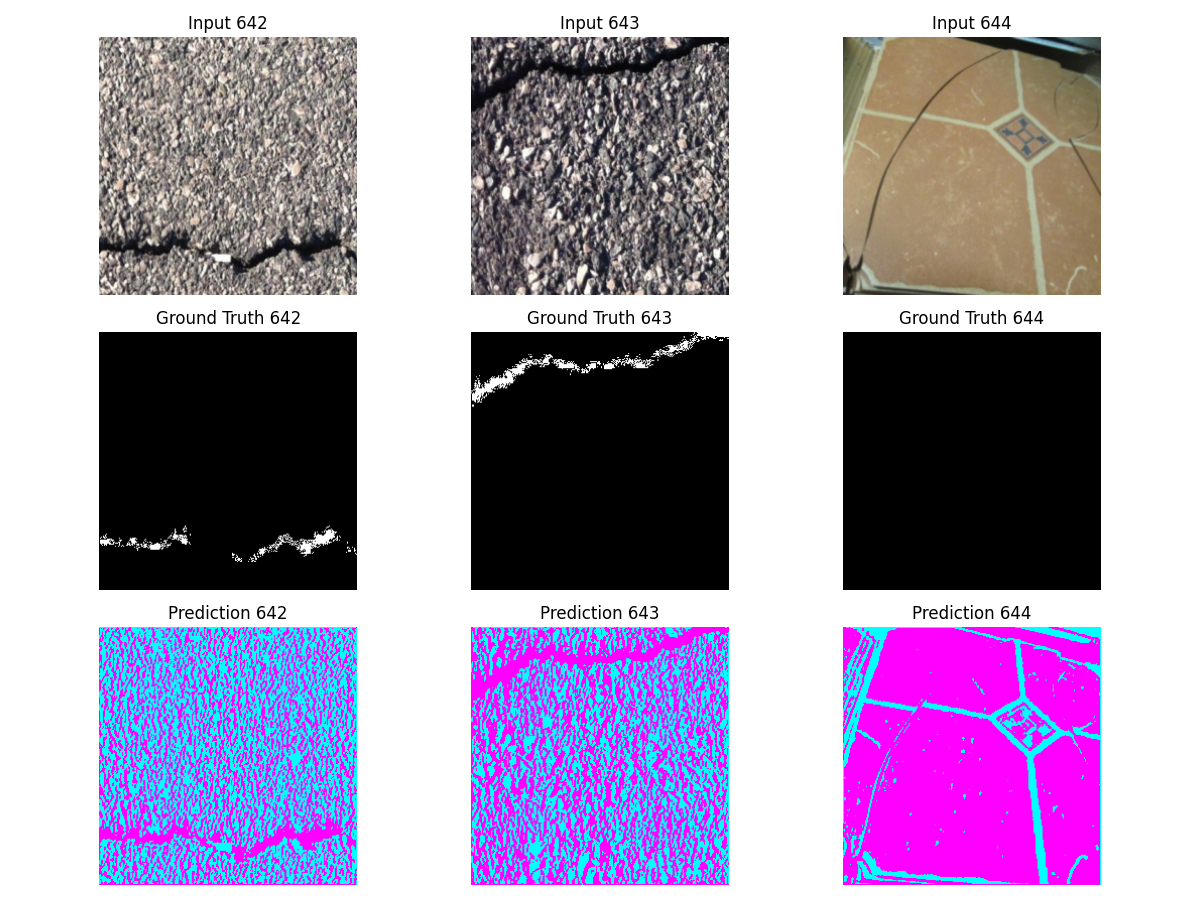 Input 642
Input 643
Input 644
Ground Truth 642
Ground Truth 643
Ground Truth 644
Prediction 642
Prediction 643
Prediction 644